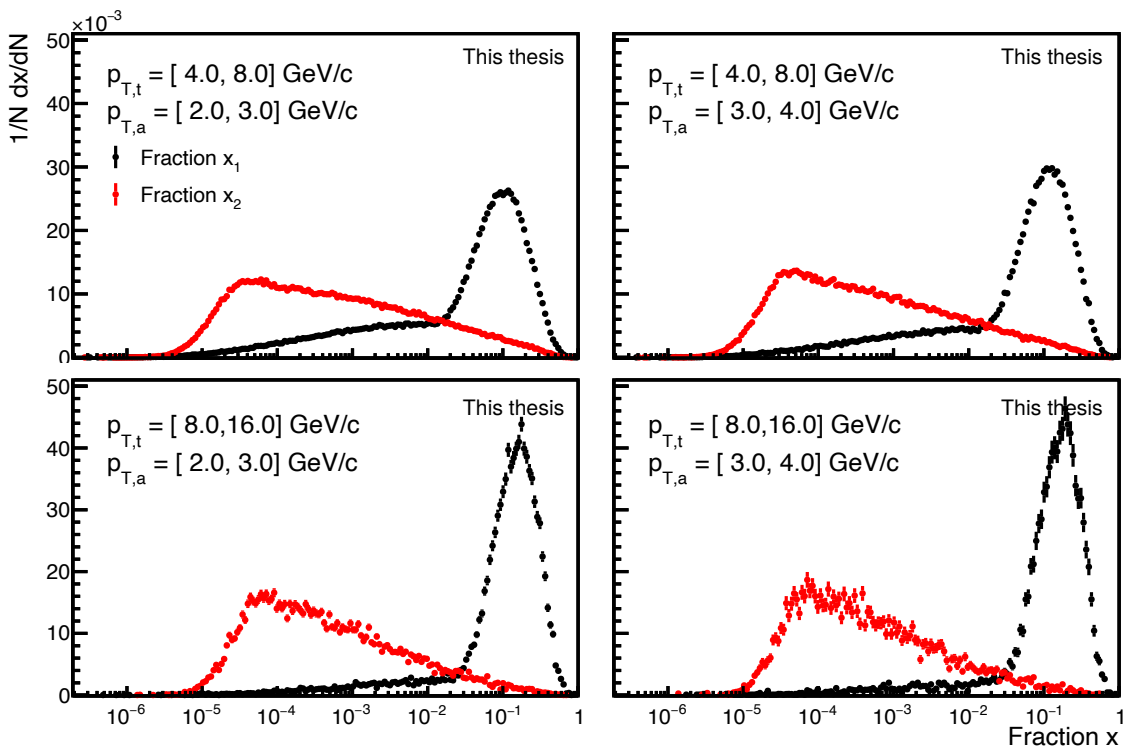 ×10⁻³
1/N dx/dN
50
40
30
20
10
0
This thesis
p_T,t = [ 4.0, 8.0] GeV/c
p_T,a = [ 2.0, 3.0] GeV/c
Fraction x₁
Fraction x₂
This thesis
p_T,t = [ 4.0, 8.0] GeV/c
p_T,a = [ 3.0, 4.0] GeV/c
50
40
30
20
10
0
This thesis
p_T,t = [ 8.0,16.0] GeV/c
p_T,a = [ 2.0, 3.0] GeV/c
10⁻⁶ 10⁻⁵ 10⁻⁴ 10⁻³ 10⁻² 10⁻¹ 1
This thesis
p_T,t = [ 8.0,16.0] GeV/c
p_T,a = [ 3.0, 4.0] GeV/c
10⁻⁶ 10⁻⁵ 10⁻⁴ 10⁻³ 10⁻² 10⁻¹ 1
Fraction x